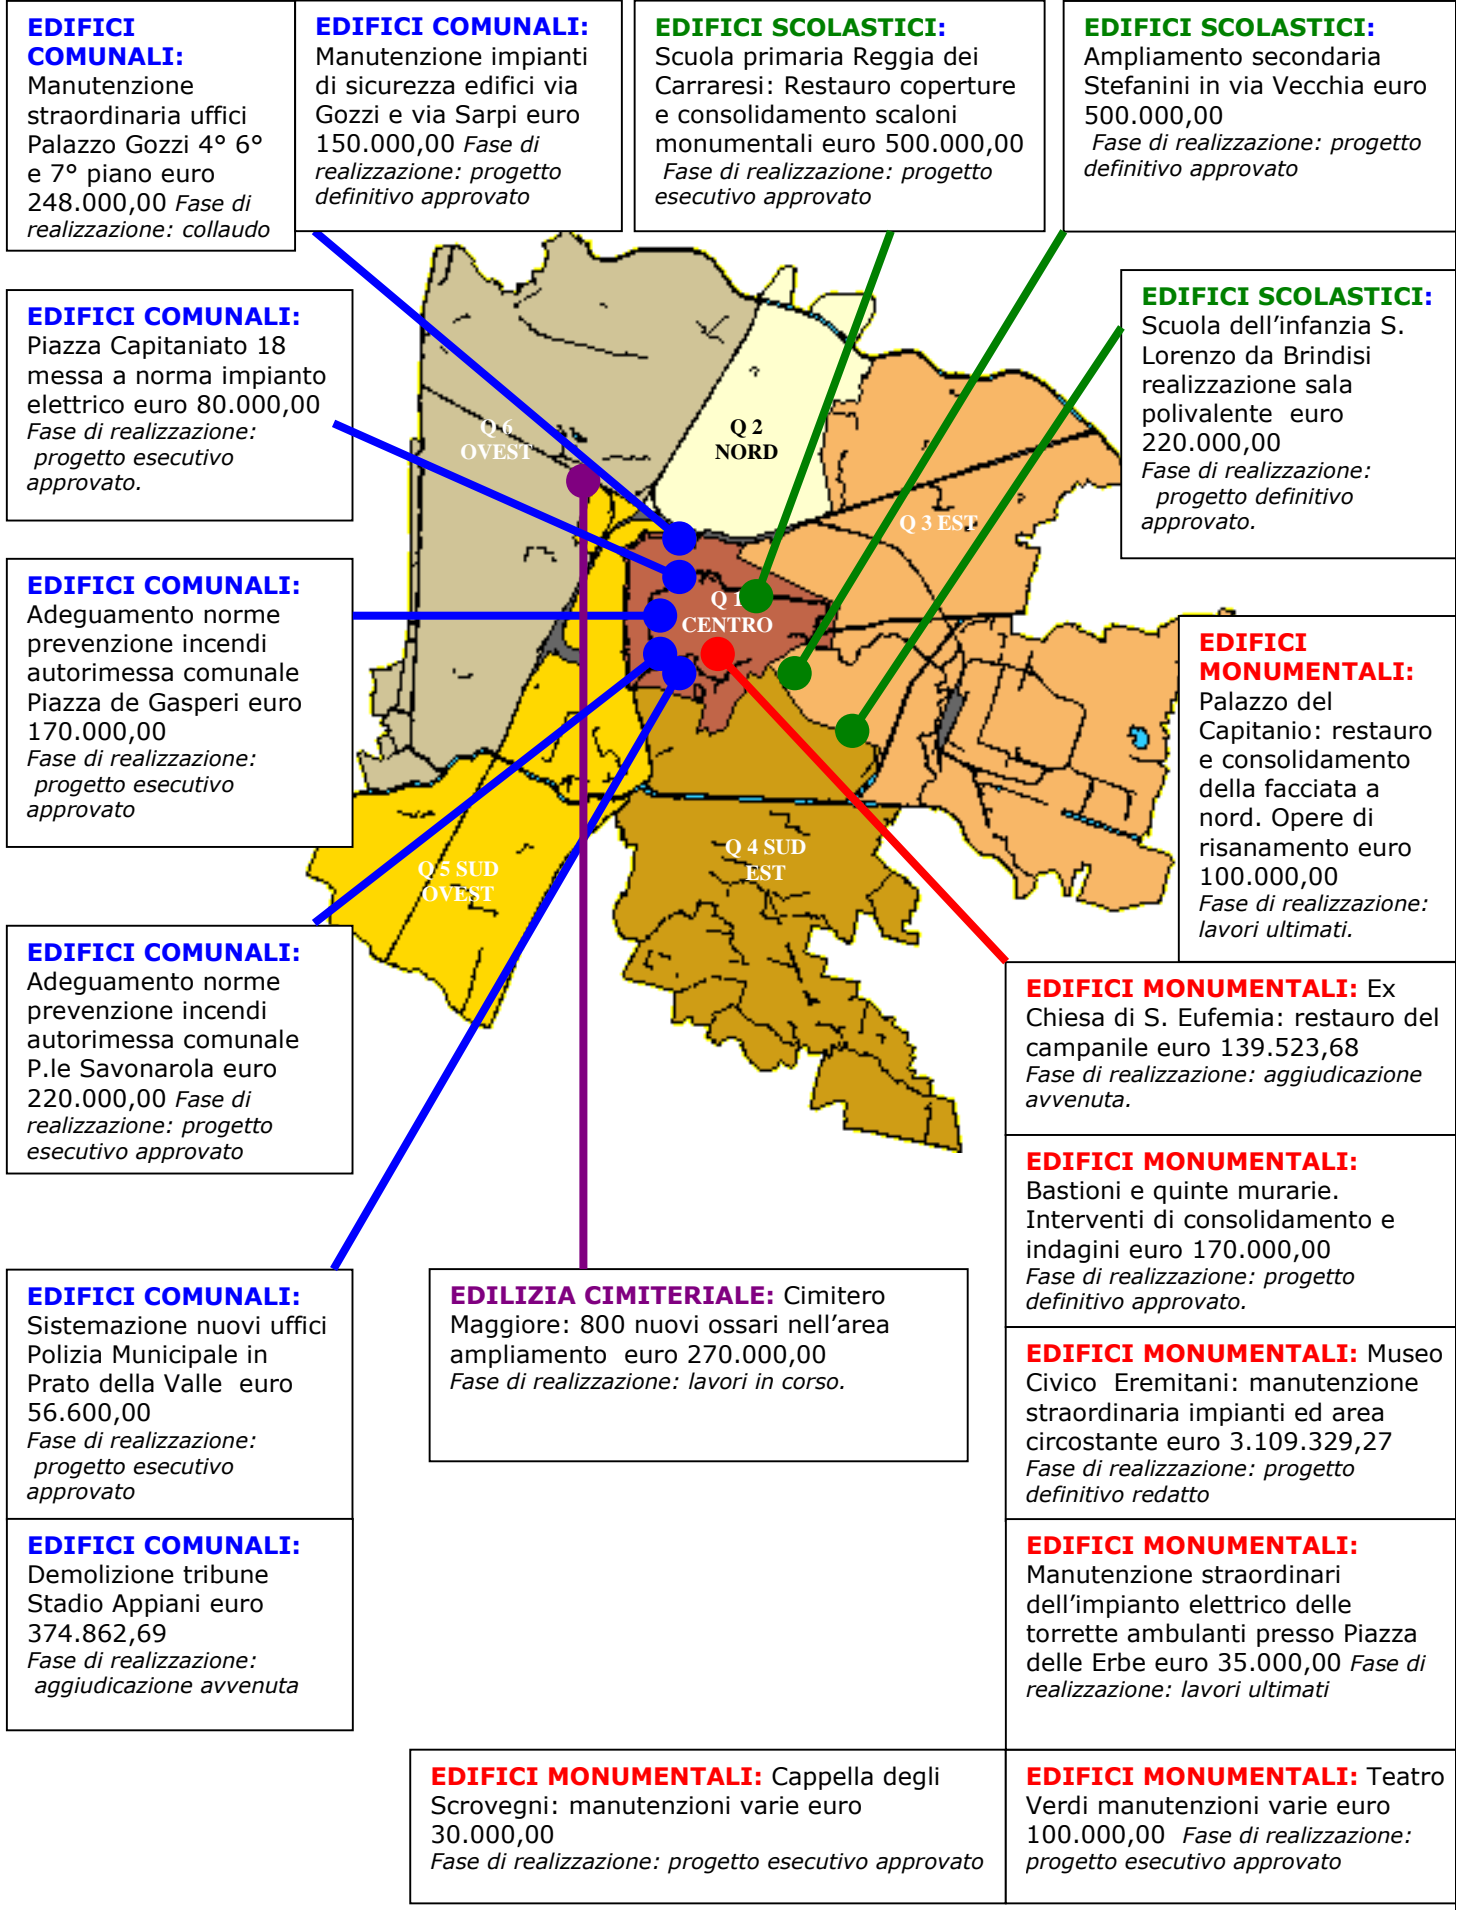 EDIFICI
COMUNALI:
Manutenzione
straordinaria uffici
Palazzo Gozzi 4° 6°
e 7° piano euro
248.000,00 Fase di
realizzazione: collaudo
EDIFICI COMUNALI:
Manutenzione impianti
di sicurezza edifici via
Gozzi e via Sarpi euro
150.000,00 Fase di
realizzazione: progetto
definitivo approvato
EDIFICI SCOLASTICI:
Scuola primaria Reggia dei
Carraresi: Restauro coperture
e consolidamento scaloni
monumentali euro 500.000,00
Fase di realizzazione: progetto
esecutivo approvato
EDIFICI SCOLASTICI:
Ampliamento secondaria
Stefanini in via Vecchia euro
500.000,00
Fase di realizzazione: progetto
definitivo approvato
EDIFICI COMUNALI:
Piazza Capitaniato 18
messa a norma impianto
elettrico euro 80.000,00
Fase di realizzazione:
progetto esecutivo
approvato.
EDIFICI SCOLASTICI:
Scuola dell’infanzia S.
Lorenzo da Brindisi
realizzazione sala
polivalente euro
220.000,00
Fase di realizzazione:
progetto definitivo
approvato.
Q 6
OVEST
Q 2
NORD
Q 3 EST
Q 1
CENTRO
Q 4 SUD
EST
Q 5 SUD
OVEST
EDIFICI COMUNALI:
Adeguamento norme
prevenzione incendi
autorimessa comunale
Piazza de Gasperi euro
170.000,00
Fase di realizzazione:
progetto esecutivo
approvato
EDIFICI
MONUMENTALI:
Palazzo del
Capitanio: restauro
e consolidamento
della facciata a
nord. Opere di
risanamento euro
100.000,00
Fase di realizzazione:
lavori ultimati.
EDIFICI COMUNALI:
Adeguamento norme
prevenzione incendi
autorimessa comunale
P.le Savonarola euro
220.000,00 Fase di
realizzazione: progetto
esecutivo approvato
EDIFICI MONUMENTALI: Ex
Chiesa di S. Eufemia: restauro del
campanile euro 139.523,68
Fase di realizzazione: aggiudicazione
avvenuta.
EDIFICI MONUMENTALI:
Bastioni e quinte murarie.
Interventi di consolidamento e
indagini euro 170.000,00
Fase di realizzazione: progetto
definitivo approvato.
EDIFICI COMUNALI:
Sistemazione nuovi uffici
Polizia Municipale in
Prato della Valle euro
56.600,00
Fase di realizzazione:
progetto esecutivo
approvato
EDILIZIA CIMITERIALE: Cimitero
Maggiore: 800 nuovi ossari nell’area
ampliamento euro 270.000,00
Fase di realizzazione: lavori in corso.
EDIFICI MONUMENTALI: Museo
Civico Eremitani: manutenzione
straordinaria impianti ed area
circostante euro 3.109.329,27
Fase di realizzazione: progetto
definitivo redatto
EDIFICI COMUNALI:
Demolizione tribune
Stadio Appiani euro
374.862,69
Fase di realizzazione:
aggiudicazione avvenuta
EDIFICI MONUMENTALI:
Manutenzione straordinari
dell’impianto elettrico delle
torrette ambulanti presso Piazza
delle Erbe euro 35.000,00 Fase di
realizzazione: lavori ultimati
EDIFICI MONUMENTALI: Cappella degli
Scrovegni: manutenzioni varie euro
30.000,00
Fase di realizzazione: progetto esecutivo approvato
EDIFICI MONUMENTALI: Teatro
Verdi manutenzioni varie euro
100.000,00 Fase di realizzazione:
progetto esecutivo approvato